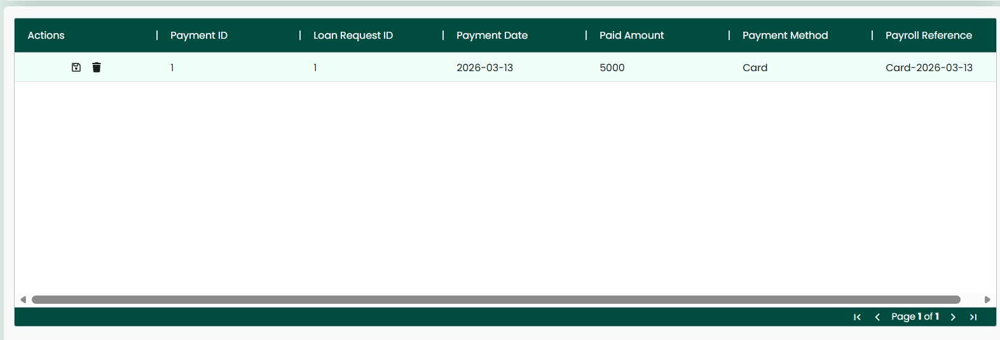 Actions | Payment ID | Loan Request ID | Payment Date | Paid Amount | Payment Method | Payroll Reference
1 1 2026-03-13 5000 Card Card-2026-03-13
Page 1 of 1